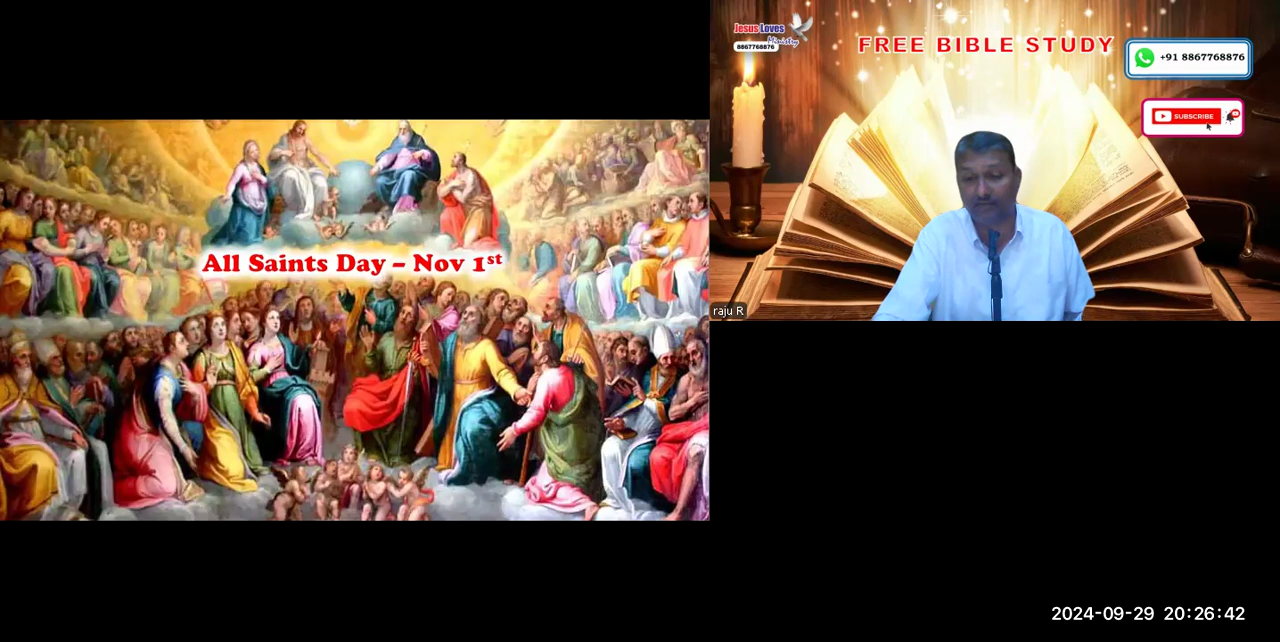 All Saints Day – Nov 1st
Jesus Loves
Ministry
8867768876
FREE BIBLE STUDY
+91 8867768876
SUBSCRIBE
raju R
2024-09-29 20:26:42